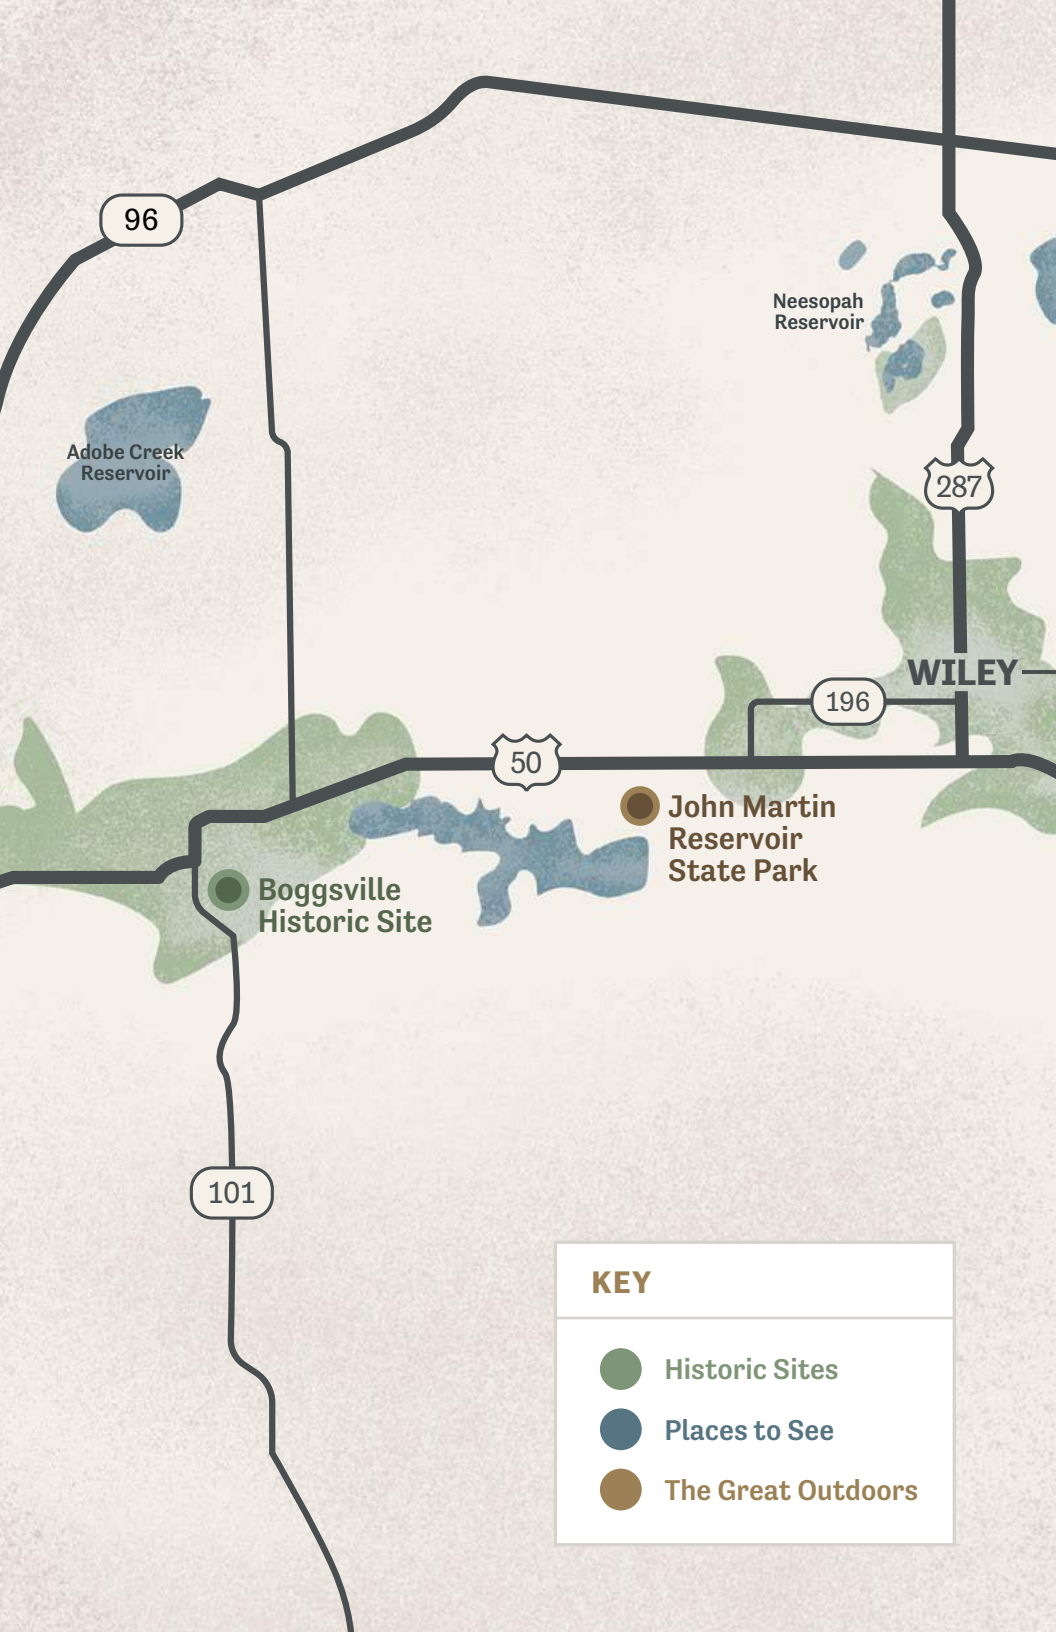 96
Neesopah
Reservoir
Adobe Creek
Reservoir
287
WILEY
196
50
John Martin
Reservoir
State Park
Boggsville
Historic Site
101
KEY
Historic Sites
Places to See
The Great Outdoors